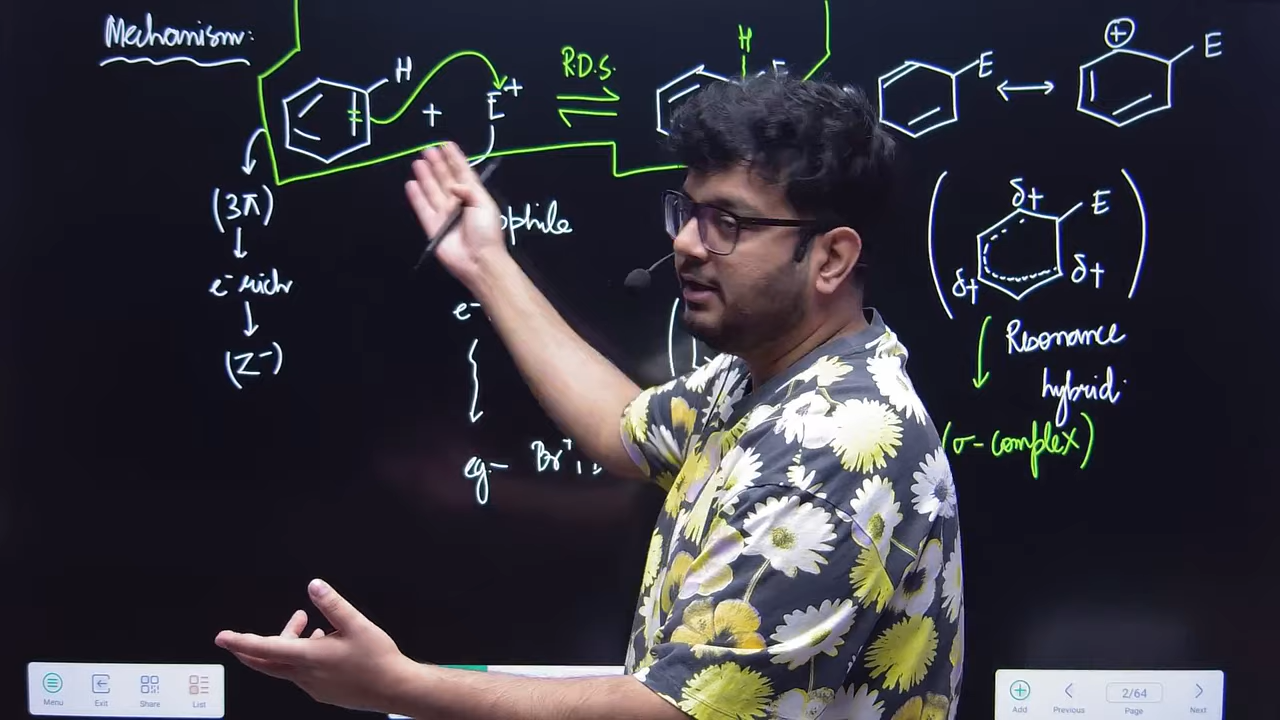 Mechanism:
H
+
E+
R.D.S.
H
E
E
⊕
E
(3π)
e- rich
(Z-)
ophile
e-
eg- Br+,
δ+
E
δ+
δ+
Resonance
hybrid
(σ-complex)
Menu
Exit
Share
List
Add
Previous
2/64
Page
Next